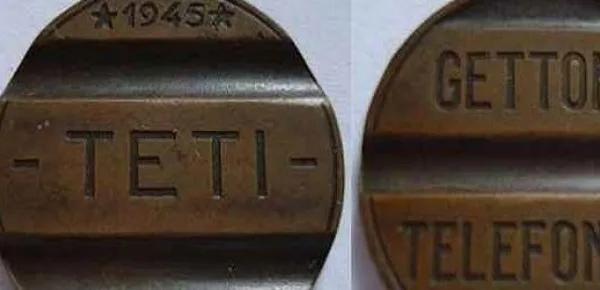 ★1945★
- TETI -
GETTO
TELEFON